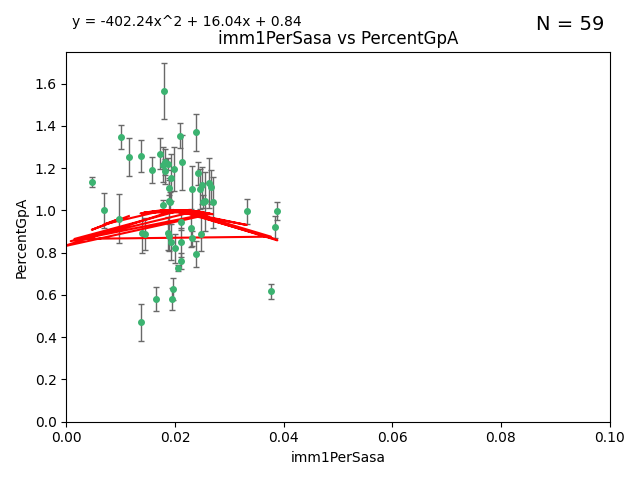 y = -402.24x^2 + 16.04x + 0.84
N = 59
imm1PerSasa vs PercentGpA
PercentGpA
1.6
1.4
1.2
1.0
0.8
0.6
0.4
0.2
0.0
0.00 0.02 0.04 0.06 0.08 0.10
imm1PerSasa